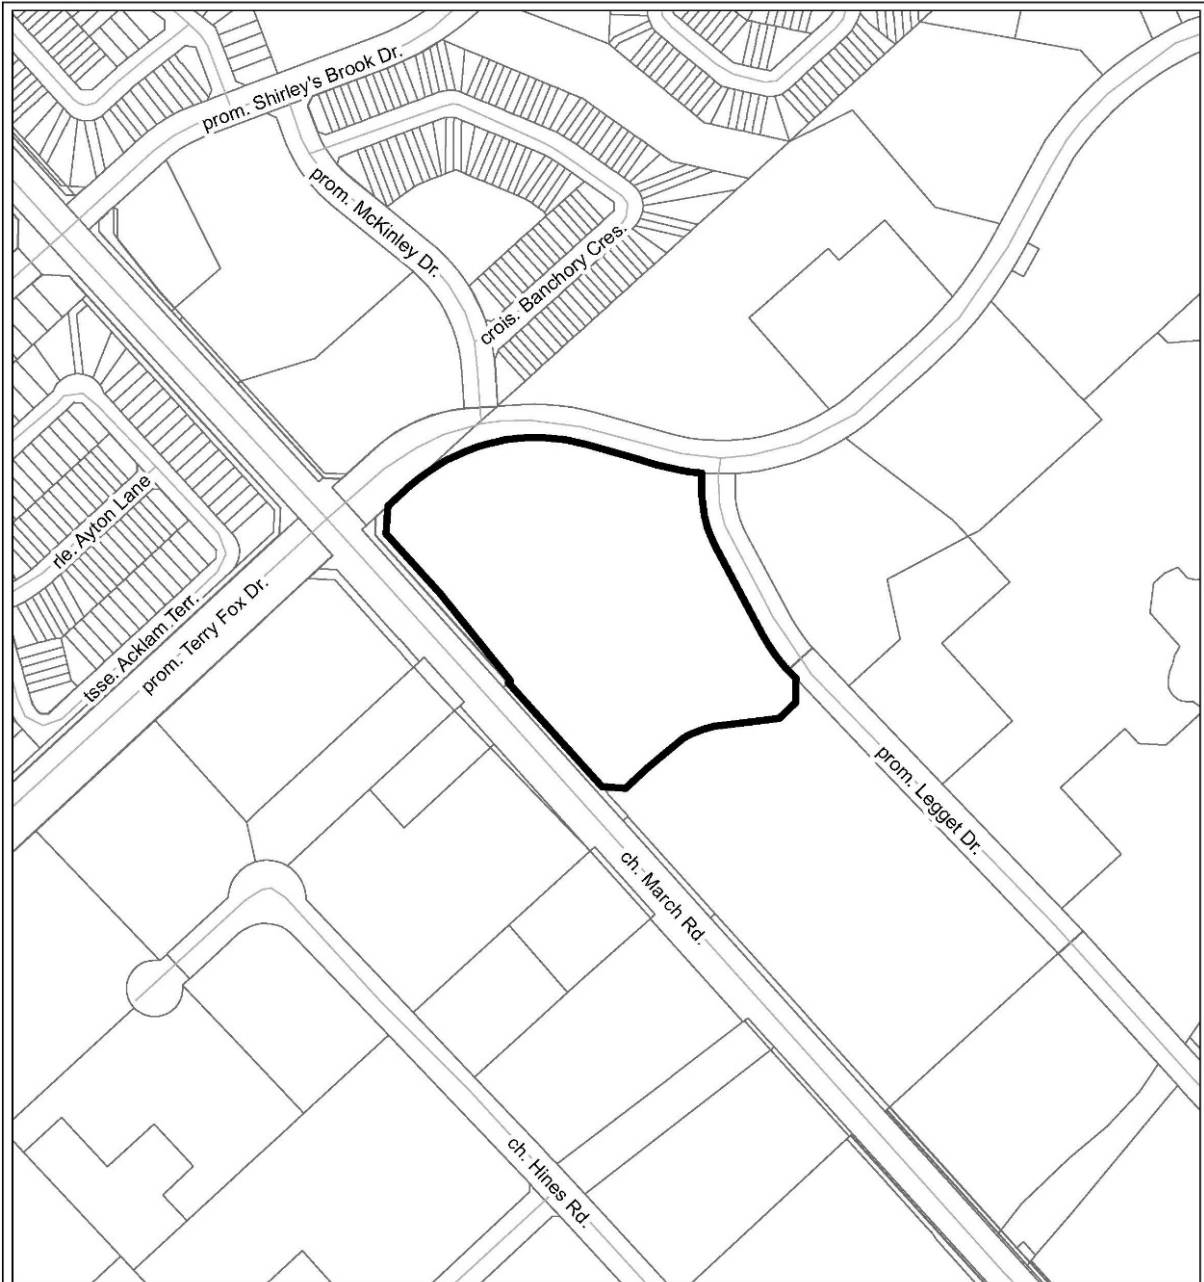 prom. Shirley's Brook Dr.
prom. McKinley Dr.
crois. Banchory Cres.
rle. Ayton Lane
tsse. Acklam Terr.
prom. Terry Fox Dr.
prom. Legget Dr.
ch. March Rd.
ch. Hines Rd.